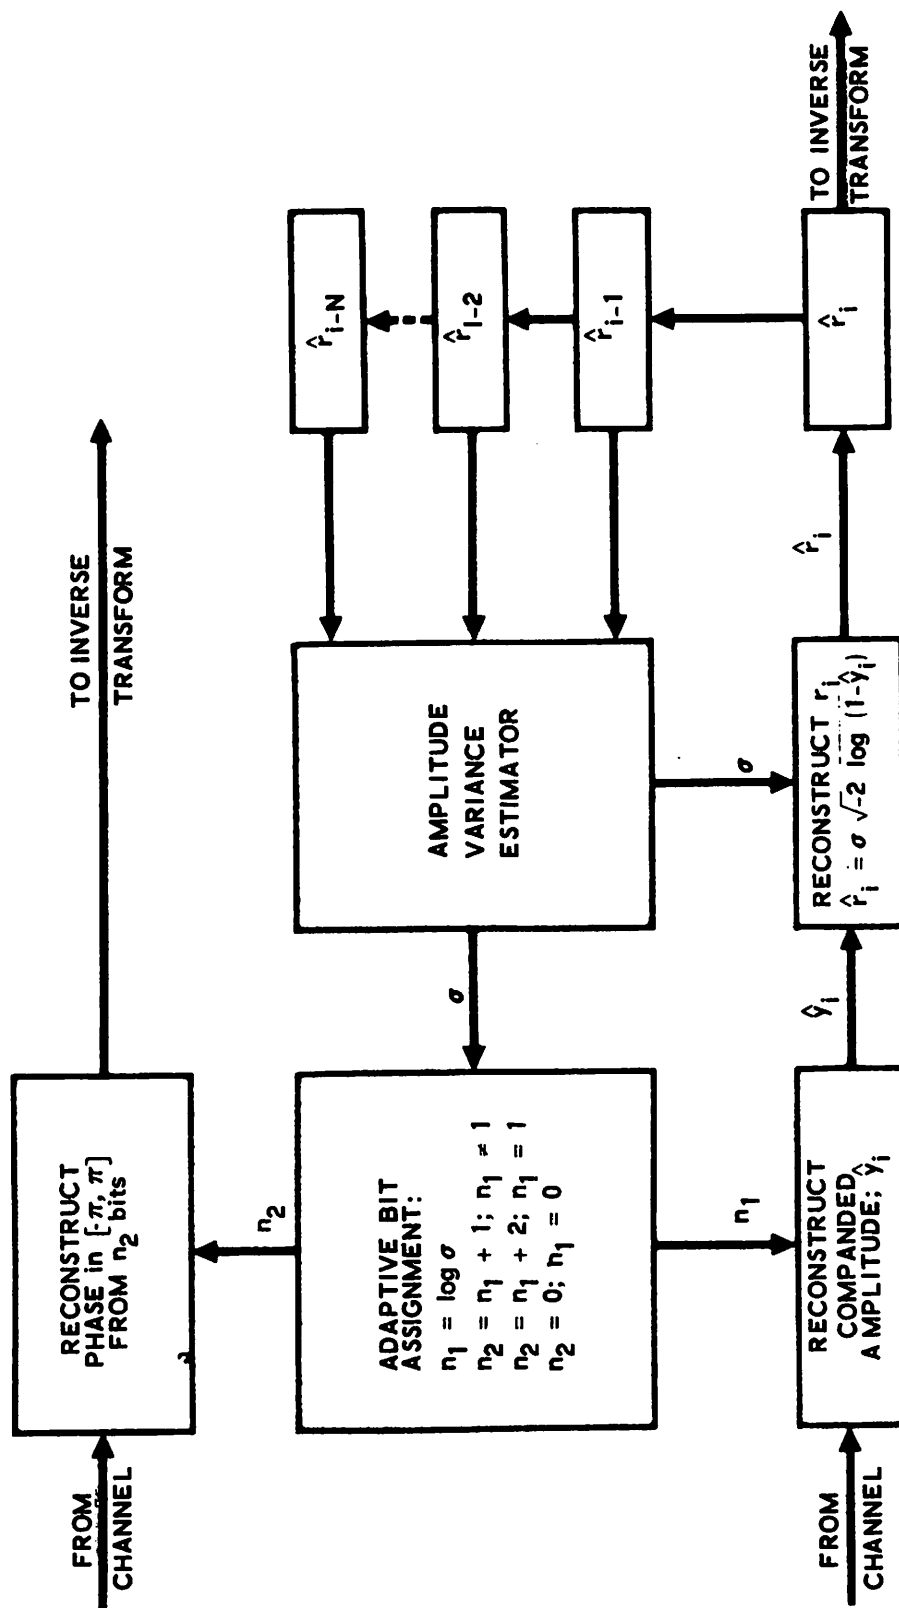 FROM
CHANNEL
RECONSTRUCT
PHASE in [-π, π]
FROM n₂ bits
TO INVERSE
TRANSFORM
n₂
ADAPTIVE BIT
ASSIGNMENT:
n₁ = log σ
n₂ = n₁ + 1; n₁ ≠ 1
n₂ = n₁ + 2; n₁ = 1
n₂ = 0; n₁ = 0
σ
AMPLITUDE
VARIANCE
ESTIMATOR
r̂ᵢ₋N
r̂ᵢ₋₂
r̂ᵢ₋₁
n₁
σ
FROM
CHANNEL
RECONSTRUCT
COMPANDED
AMPLITUDE; ŷᵢ
ŷᵢ
RECONSTRUCT rᵢ
r̂ᵢ = σ √-2 log (1-ŷᵢ)
r̂ᵢ
r̂ᵢ
TO INVERSE
TRANSFORM